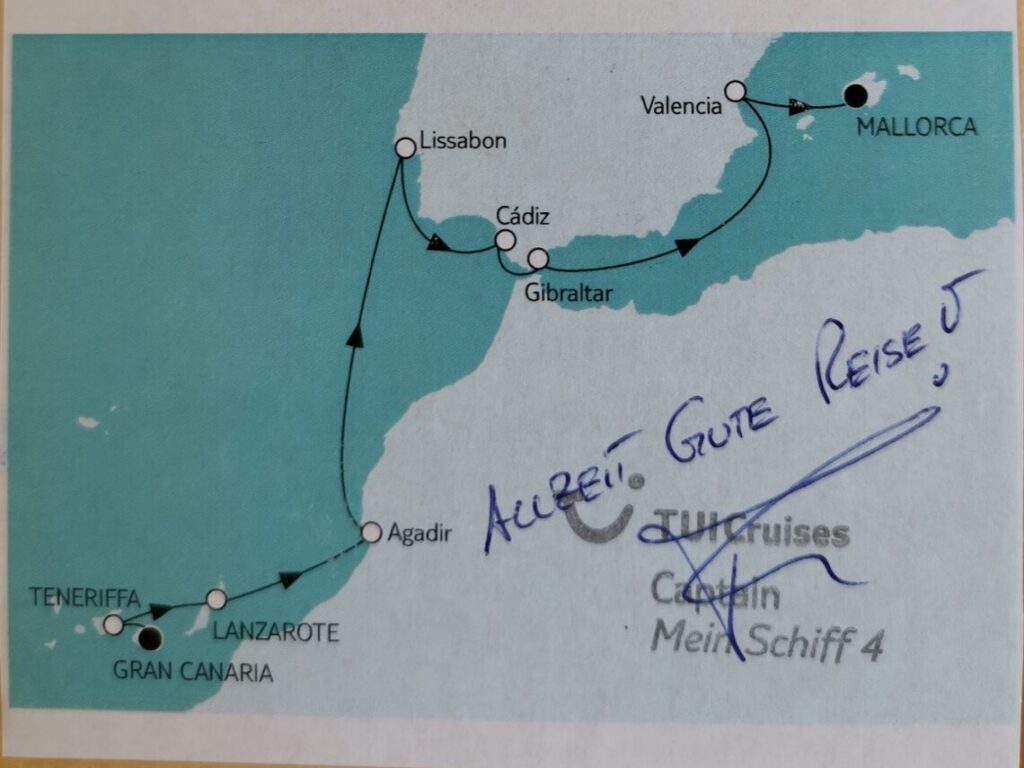 Valencia
MALLORCA
Lissabon
Cádiz
Gibraltar
ALLZEIT GUTE REISE!
Agadir
TUI Cruises
Captain
Mein Schiff 4
TENERIFFA
LANZAROTE
GRAN CANARIA